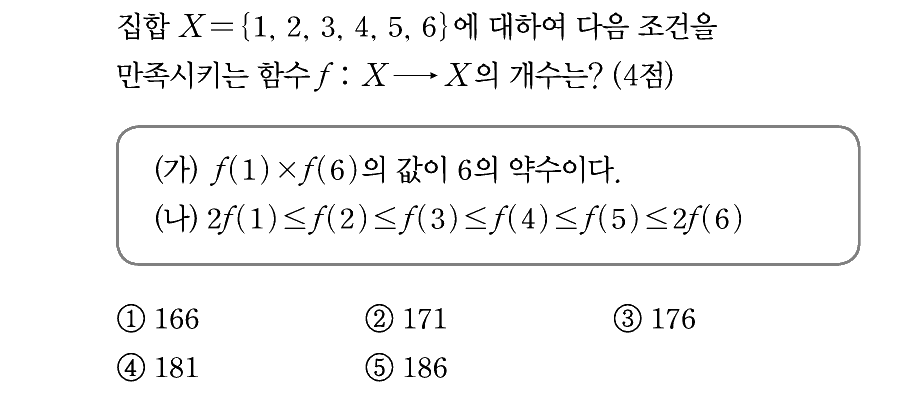 집합 X={1, 2, 3, 4, 5, 6}에 대하여 다음 조건을
만족시키는 함수 f : X ⟶ X의 개수는? (4점)
(가) f(1)×f(6)의 값이 6의 약수이다.
(나) 2f(1)≤f(2)≤f(3)≤f(4)≤f(5)≤2f(6)
① 166 ② 171 ③ 176
④ 181 ⑤ 186